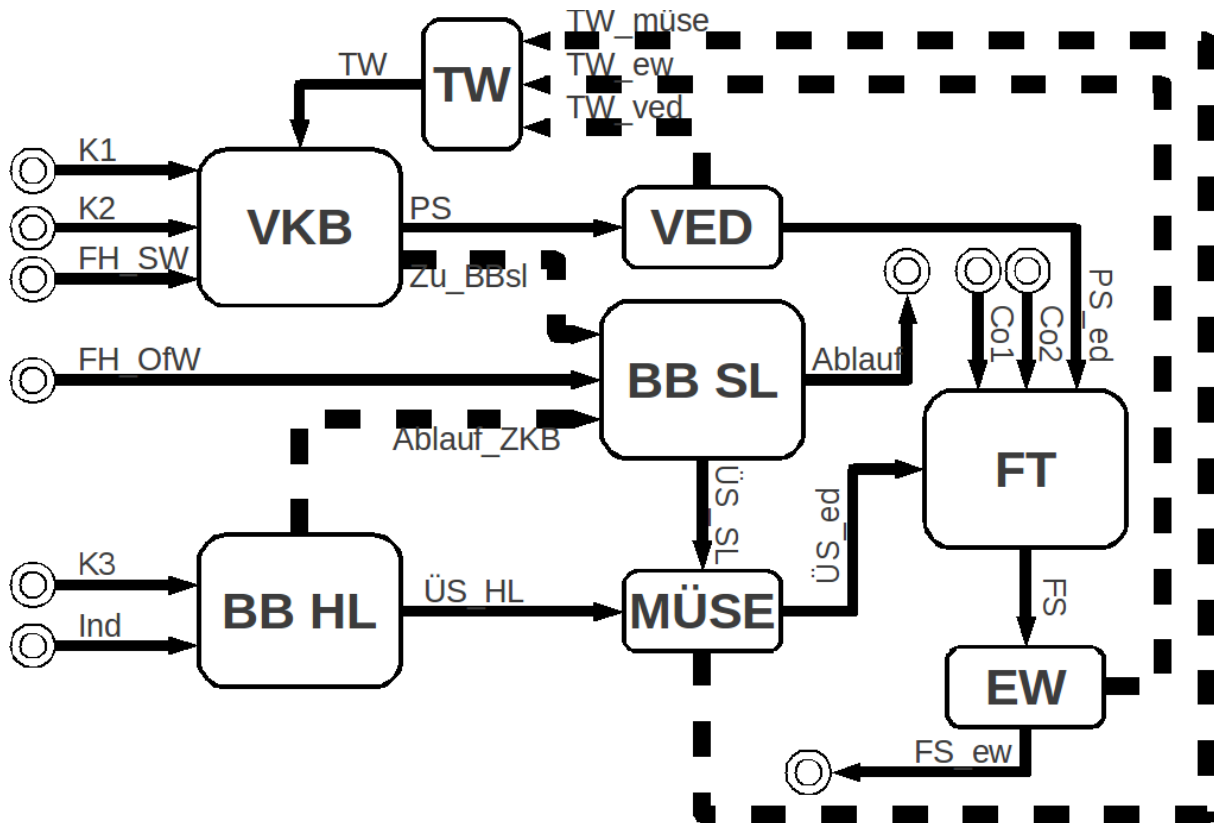 TW_müse
TW
TW
TW_ew
TW_ved
K1
K2
FH_SW
VKB
PS
Zu_BBsl
VED
PS_ed
FH_OfW
BB SL
Ablauf
Co1
Co2
Ablauf_ZKB
FT
ÜS_SL
ÜS_ed
K3
Ind
BB HL
ÜS_HL
MÜSE
FS
EW
FS_ew